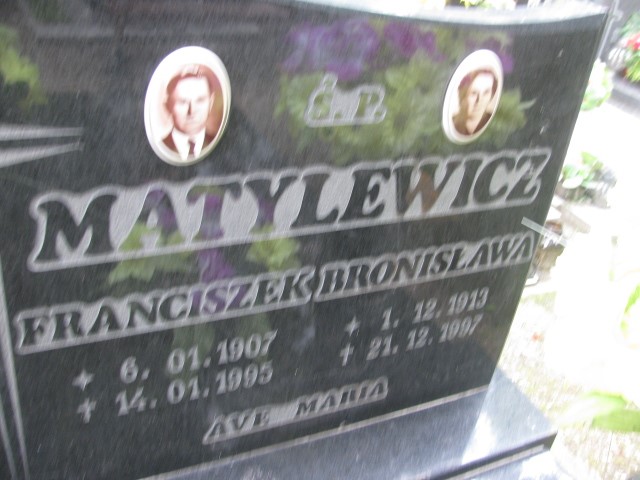 Ś.P.
MATYLEWICZ
FRANCISZEK BRONISŁAWA
★ 6. 01. 1907 ★ 1. 12. 1913
✝ 14. 01. 1995 ✝ 21. 12. 1997
AVE MARIA